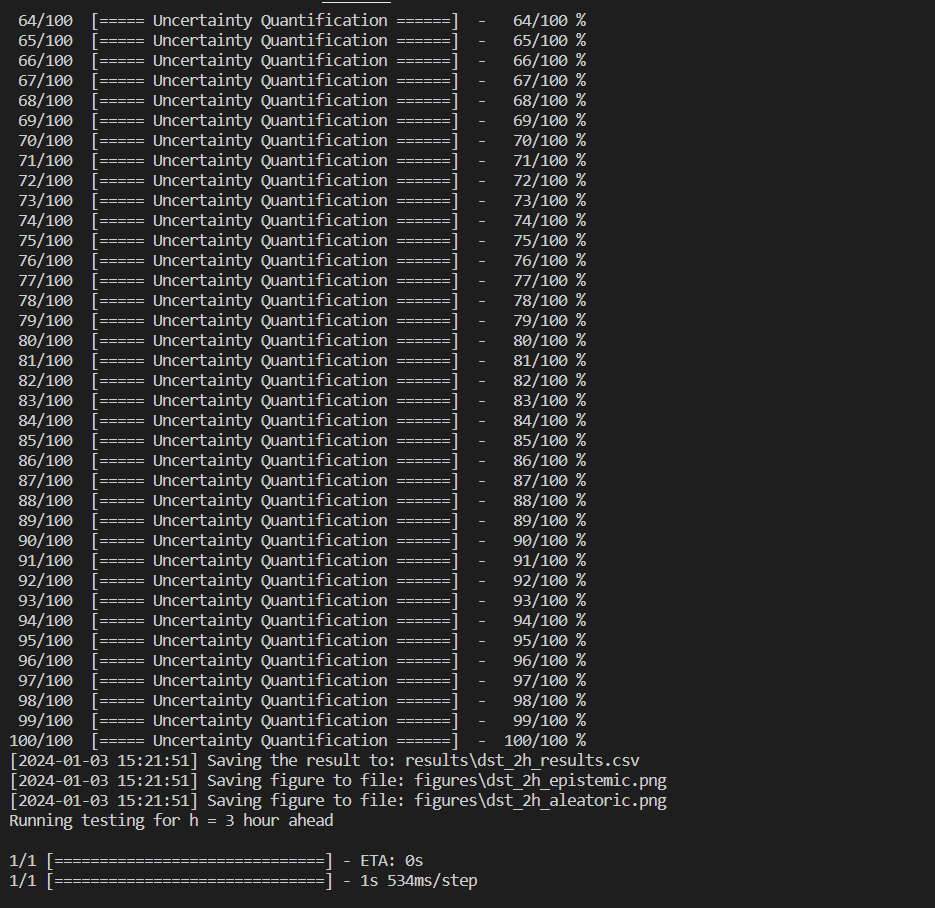 64/100 [===== Uncertainty Quantification ======] - 64/100 %
65/100 [===== Uncertainty Quantification ======] - 65/100 %
66/100 [===== Uncertainty Quantification ======] - 66/100 %
67/100 [===== Uncertainty Quantification ======] - 67/100 %
68/100 [===== Uncertainty Quantification ======] - 68/100 %
69/100 [===== Uncertainty Quantification ======] - 69/100 %
70/100 [===== Uncertainty Quantification ======] - 70/100 %
71/100 [===== Uncertainty Quantification ======] - 71/100 %
72/100 [===== Uncertainty Quantification ======] - 72/100 %
73/100 [===== Uncertainty Quantification ======] - 73/100 %
74/100 [===== Uncertainty Quantification ======] - 74/100 %
75/100 [===== Uncertainty Quantification ======] - 75/100 %
76/100 [===== Uncertainty Quantification ======] - 76/100 %
77/100 [===== Uncertainty Quantification ======] - 77/100 %
78/100 [===== Uncertainty Quantification ======] - 78/100 %
79/100 [===== Uncertainty Quantification ======] - 79/100 %
80/100 [===== Uncertainty Quantification ======] - 80/100 %
81/100 [===== Uncertainty Quantification ======] - 81/100 %
82/100 [===== Uncertainty Quantification ======] - 82/100 %
83/100 [===== Uncertainty Quantification ======] - 83/100 %
84/100 [===== Uncertainty Quantification ======] - 84/100 %
85/100 [===== Uncertainty Quantification ======] - 85/100 %
86/100 [===== Uncertainty Quantification ======] - 86/100 %
87/100 [===== Uncertainty Quantification ======] - 87/100 %
88/100 [===== Uncertainty Quantification ======] - 88/100 %
89/100 [===== Uncertainty Quantification ======] - 89/100 %
90/100 [===== Uncertainty Quantification ======] - 90/100 %
91/100 [===== Uncertainty Quantification ======] - 91/100 %
92/100 [===== Uncertainty Quantification ======] - 92/100 %
93/100 [===== Uncertainty Quantification ======] - 93/100 %
94/100 [===== Uncertainty Quantification ======] - 94/100 %
95/100 [===== Uncertainty Quantification ======] - 95/100 %
96/100 [===== Uncertainty Quantification ======] - 96/100 %
97/100 [===== Uncertainty Quantification ======] - 97/100 %
98/100 [===== Uncertainty Quantification ======] - 98/100 %
99/100 [===== Uncertainty Quantification ======] - 99/100 %
100/100 [===== Uncertainty Quantification ======] - 100/100 %
[2024-01-03 15:21:51] Saving the result to: results\dst_2h_results.csv
[2024-01-03 15:21:51] Saving figure to file: figures\dst_2h_epistemic.png
[2024-01-03 15:21:51] Saving figure to file: figures\dst_2h_aleatoric.png
Running testing for h = 3 hour ahead
1/1 [==============================] - ETA: 0s
1/1 [==============================] - 1s 534ms/step